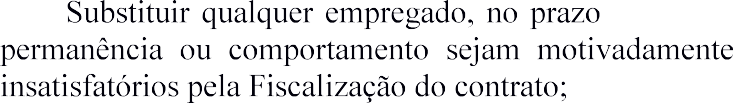 Substituir qualquer empregado, no prazo
permanência ou comportamento sejam motivadamente
insatisfatórios pela Fiscalização do contrato;